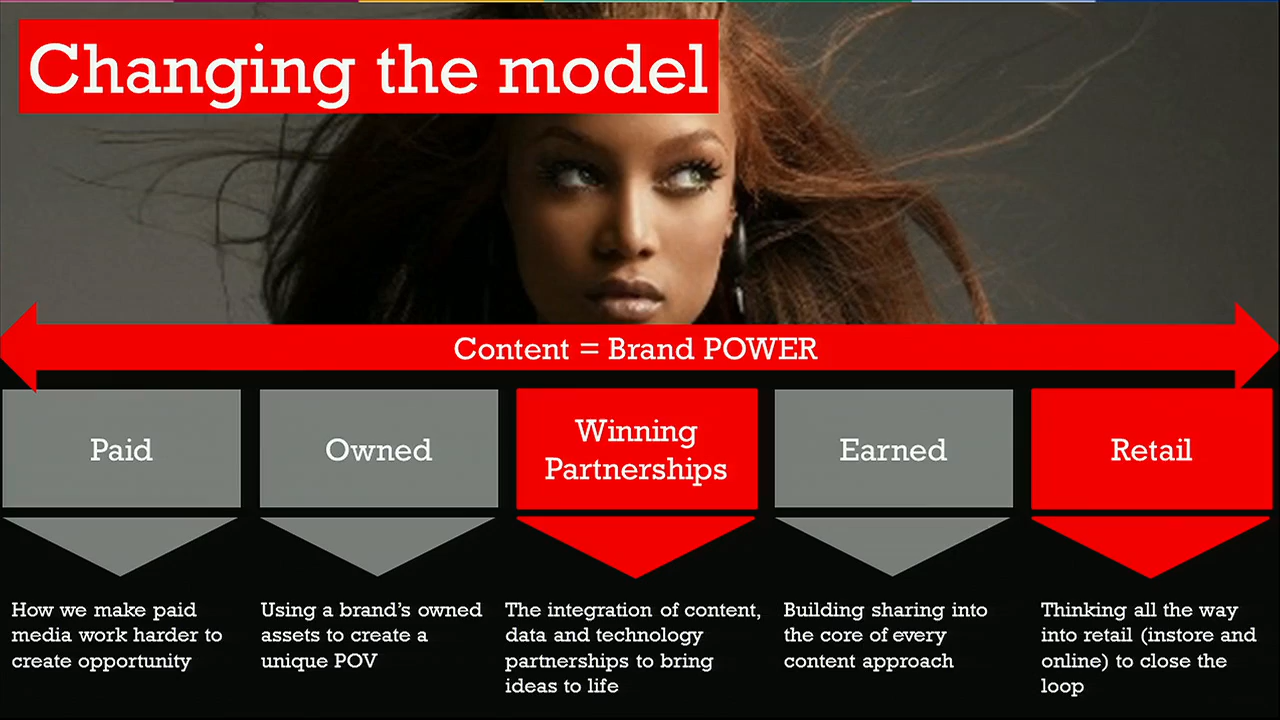 Changing the model
Content = Brand POWER
Paid
Owned
Winning
Partnerships
Earned
Retail
How we make paid
media work harder to
create opportunity
Using a brand's owned
assets to create a
unique POV
The integration of content,
data and technology
partnerships to bring
ideas to life
Building sharing into
the core of every
content approach
Thinking all the way
into retail (instore and
online) to close the
loop